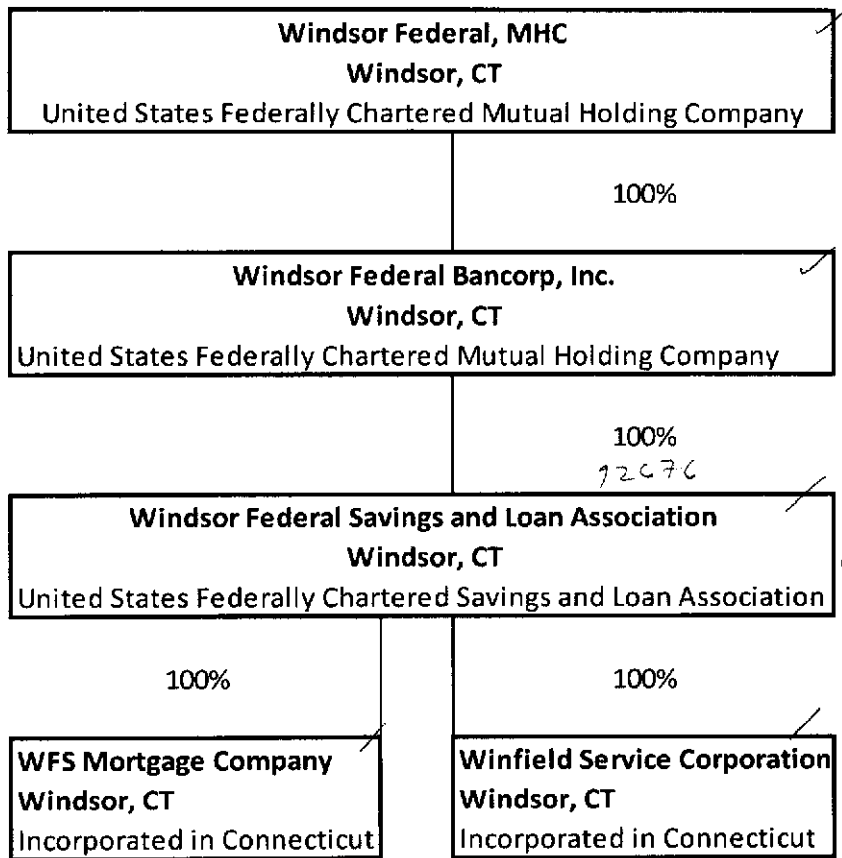 Windsor Federal, MHC
Windsor, CT
United States Federally Chartered Mutual Holding Company
100%
Windsor Federal Bancorp, Inc.
Windsor, CT
United States Federally Chartered Mutual Holding Company
100%
Windsor Federal Savings and Loan Association
Windsor, CT
United States Federally Chartered Savings and Loan Association
100%
100%
WFS Mortgage Company
Windsor, CT
Incorporated in Connecticut
Winfield Service Corporation
Windsor, CT
Incorporated in Connecticut